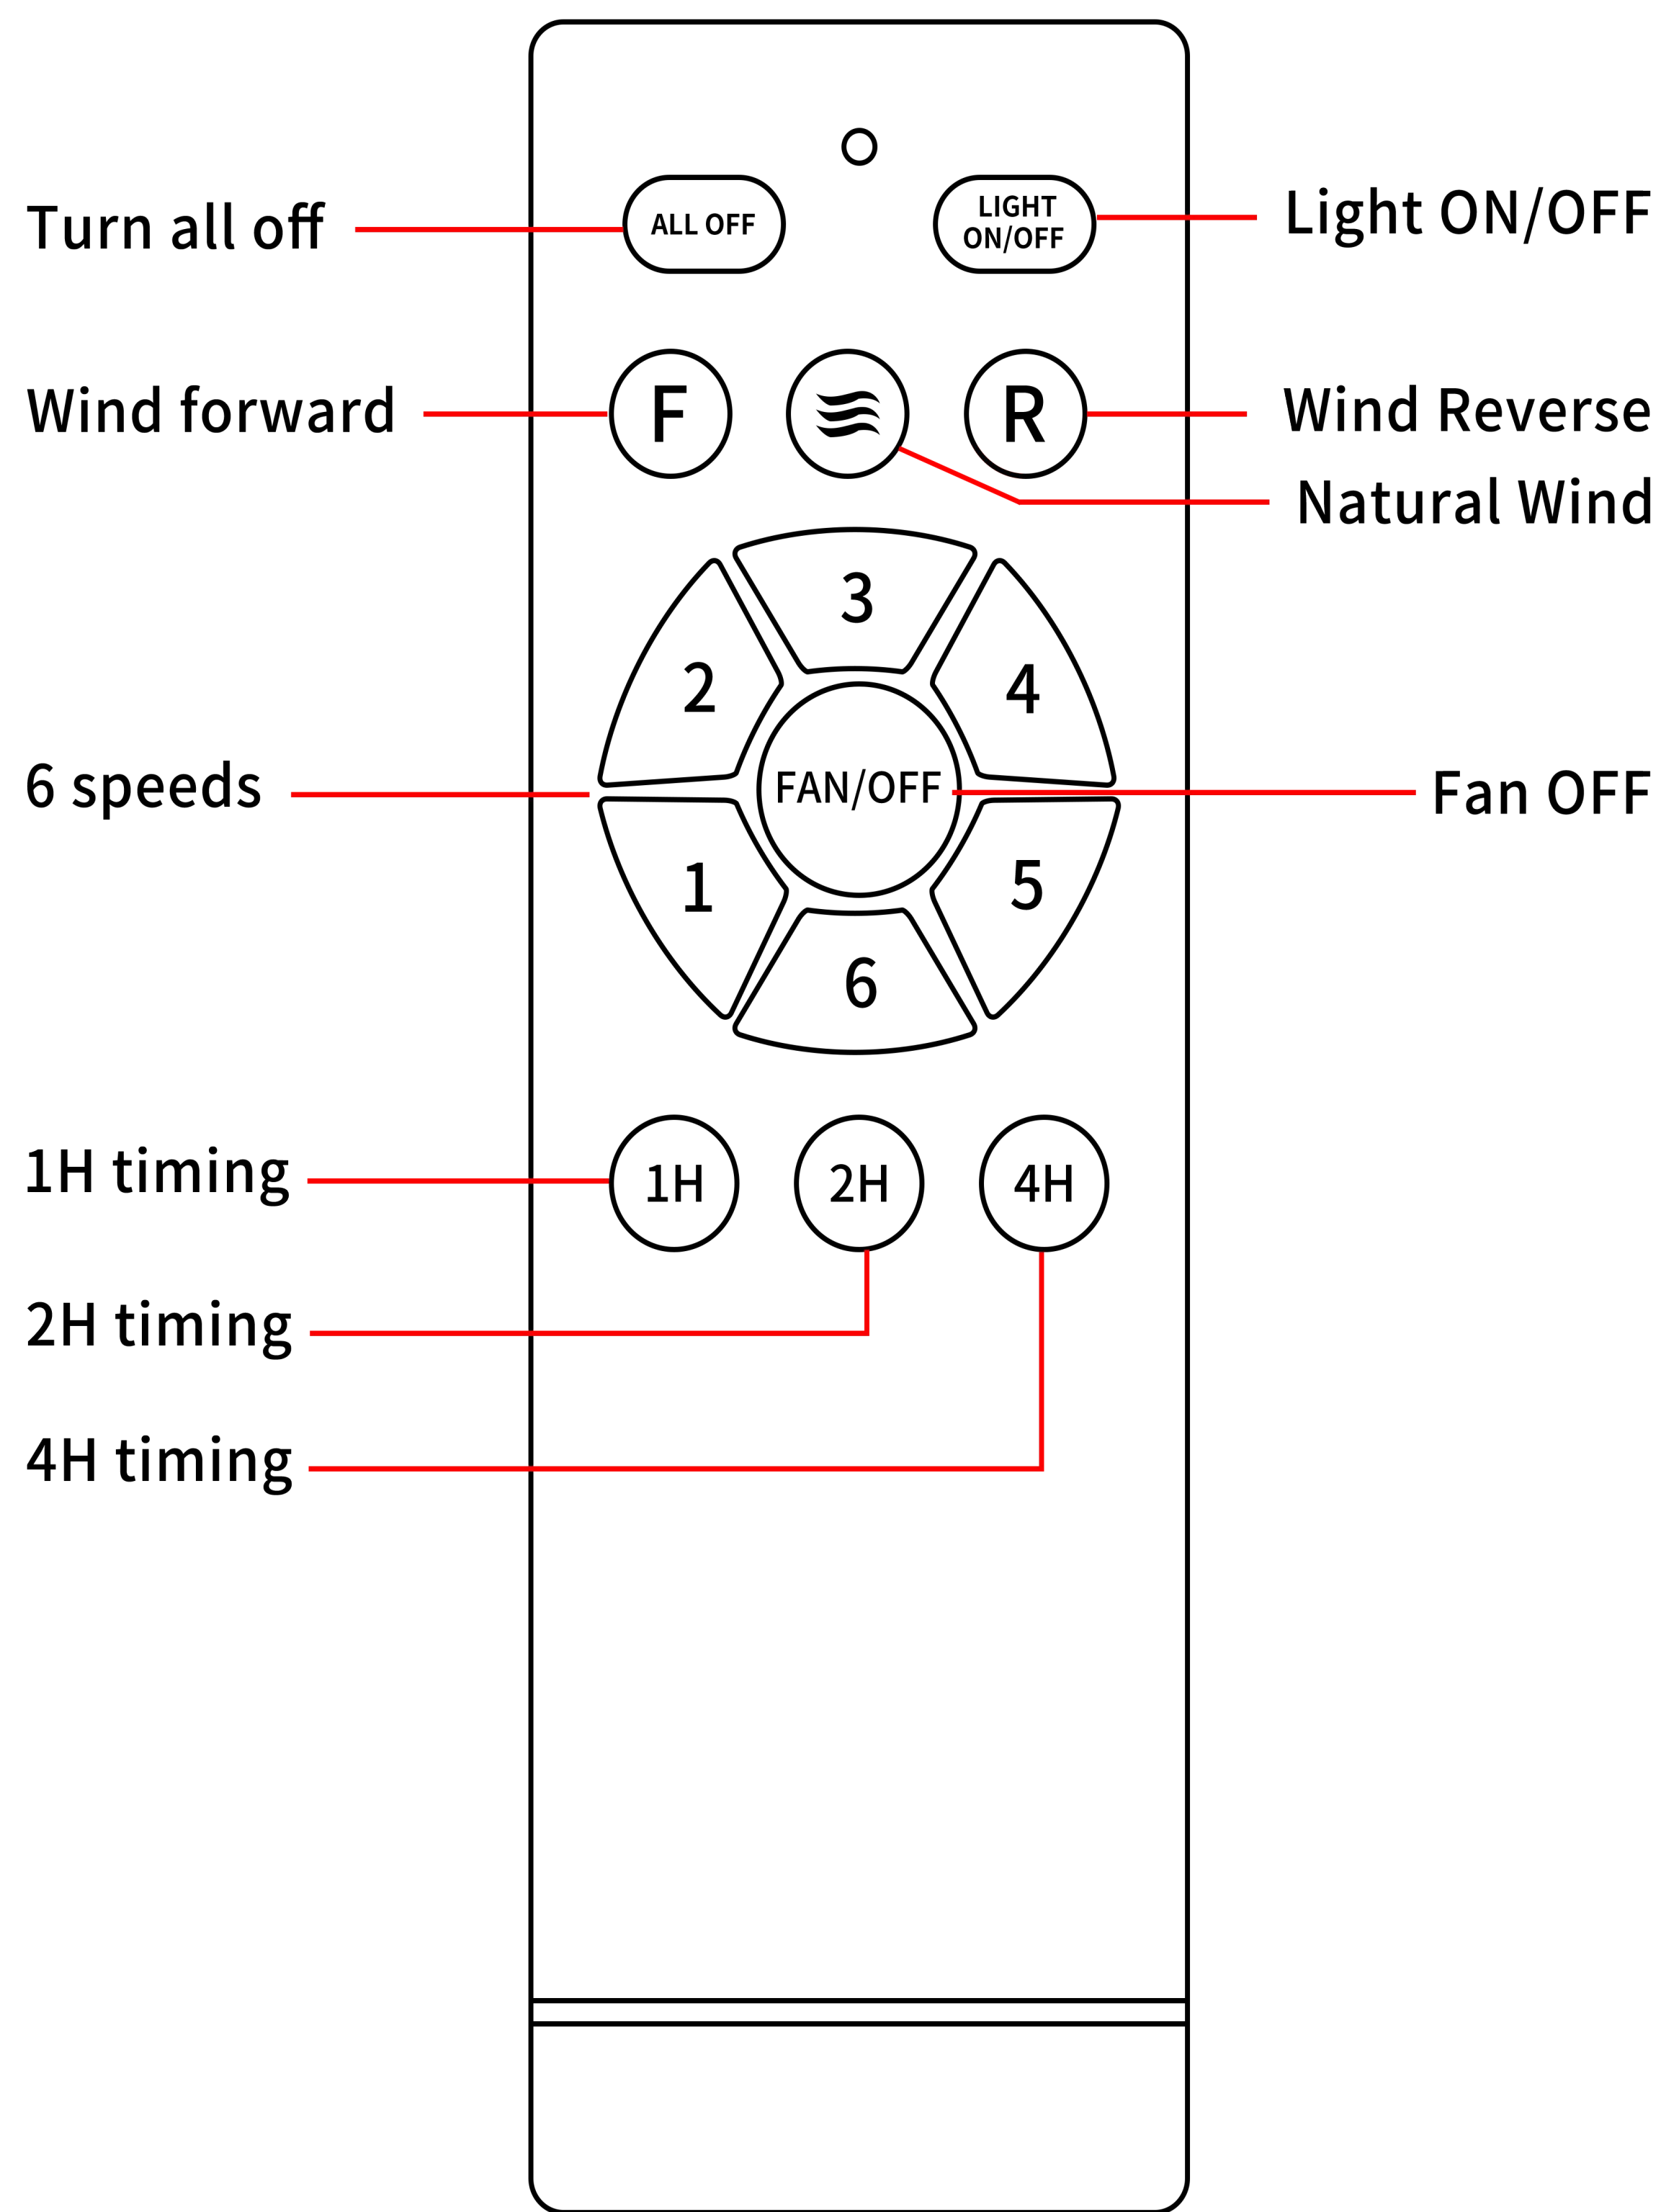 ALL OFF
LIGHT
ON/OFF
Turn all off
Light ON/OFF
F
R
Wind forward
Wind Reverse
Natural Wind
3
2
4
6 speeds
FAN/OFF
Fan OFF
1
5
6
1H timing
1H
2H
4H
2H timing
4H timing